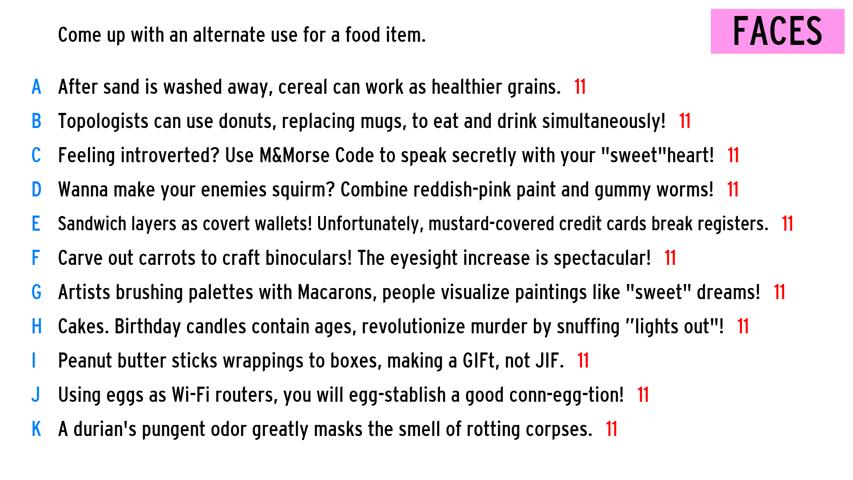 FACES
Come up with an alternate use for a food item.
A After sand is washed away, cereal can work as healthier grains. 11
B Topologists can use donuts, replacing mugs, to eat and drink simultaneously! 11
C Feeling introverted? Use M&Morse Code to speak secretly with your "sweet"heart! 11
D Wanna make your enemies squirm? Combine reddish-pink paint and gummy worms! 11
E Sandwich layers as covert wallets! Unfortunately, mustard-covered credit cards break registers. 11
F Carve out carrots to craft binoculars! The eyesight increase is spectacular! 11
G Artists brushing palettes with Macarons, people visualize paintings like "sweet" dreams! 11
H Cakes. Birthday candles contain ages, revolutionize murder by snuffing "lights out"! 11
I Peanut butter sticks wrappings to boxes, making a GIFt, not JIF. 11
J Using eggs as Wi-Fi routers, you will egg-stablish a good conn-egg-tion! 11
K A durian's pungent odor greatly masks the smell of rotting corpses. 11